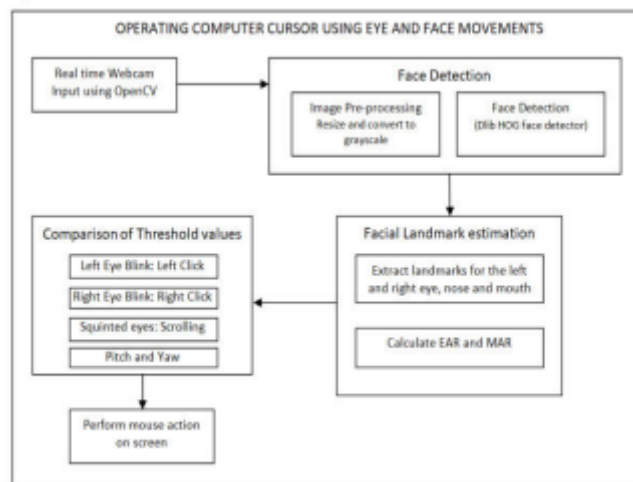 OPERATING COMPUTER CURSOR USING EYE AND FACE MOVEMENTS
Real time Webcam
Input using OpenCV
Face Detection
Image Pre-processing
Resize and convert to
grayscale
Face Detection
(Dlib HOG face detector)
Facial Landmark estimation
Extract landmarks for the left
and right eye, nose and mouth
Calculate EAR and MAR
Comparison of Threshold values
Left Eye Blink: Left Click
Right Eye Blink: Right Click
Squinted eyes: Scrolling
Pitch and Yaw
Perform mouse action
on screen